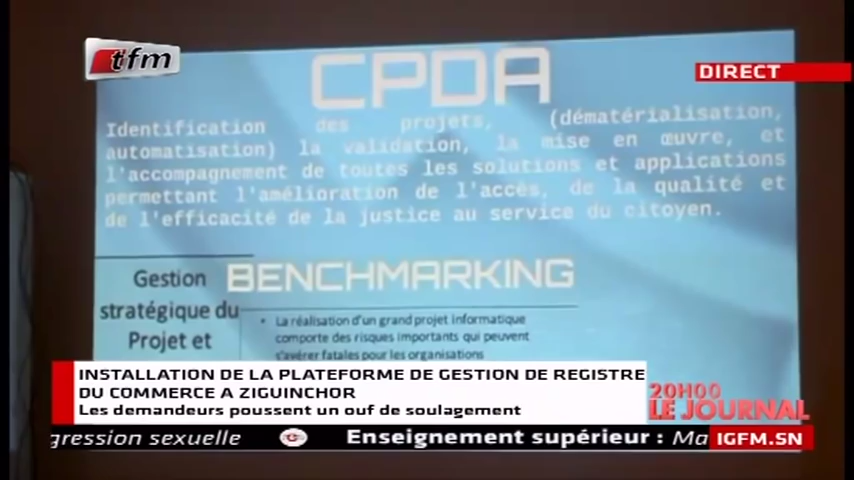 tfm
DIRECT
CPDA
Identification des projets, (dématérialisation,
automatisation) la validation, la mise en œuvre, et
l'accompagnement de toutes les solutions et applications
permettant l'amélioration de l'accès, de la qualité et
de l'efficacité de la justice au service du citoyen.
Gestion
stratégique du
Projet et
BENCHMARKING
• La réalisation d'un grand projet informatique
comporte des risques importants qui peuvent
s'avérer fatales pour les organisations
INSTALLATION DE LA PLATEFORME DE GESTION DE REGISTRE
DU COMMERCE A ZIGUINCHOR
Les demandeurs poussent un ouf de soulagement
20H00
LE JOURNAL
gression sexuelle
Enseignement supérieur : Ma
IGFM.SN